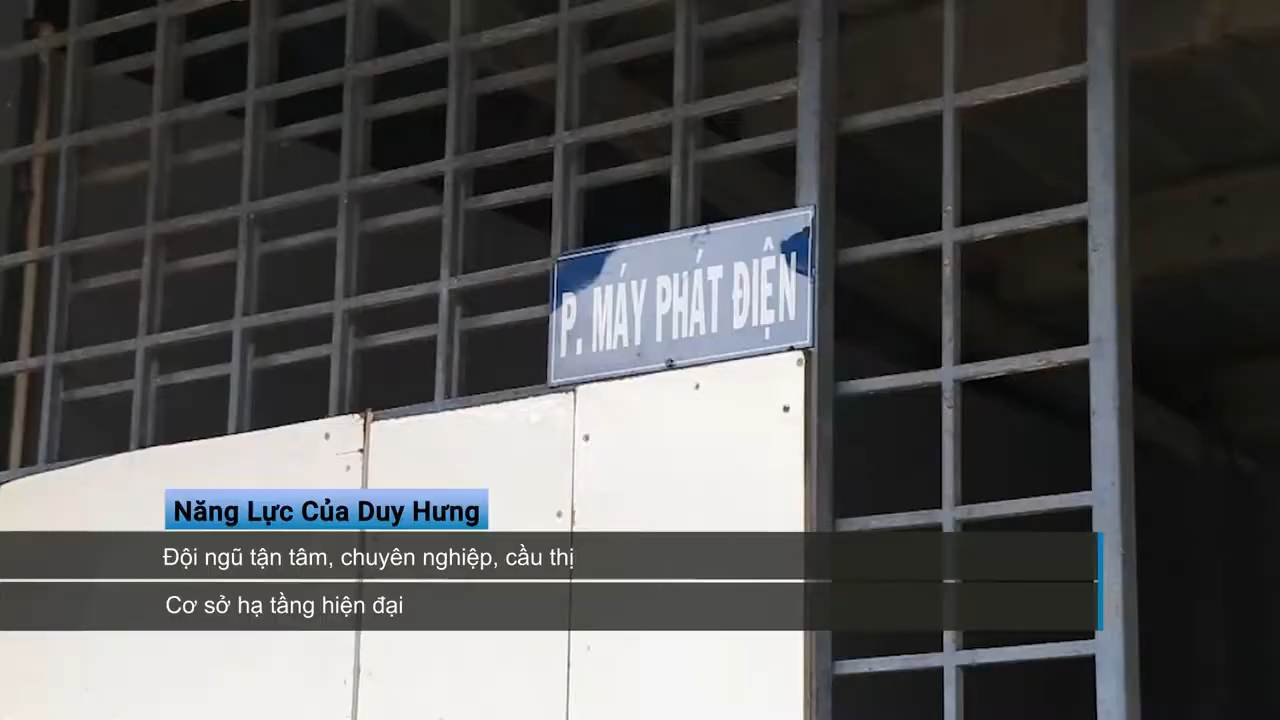 P. MÁY PHÁT ĐIỆN
Năng Lực Của Duy Hưng
Đội ngũ tận tâm, chuyên nghiệp, cầu thị
Cơ sở hạ tầng hiện đại